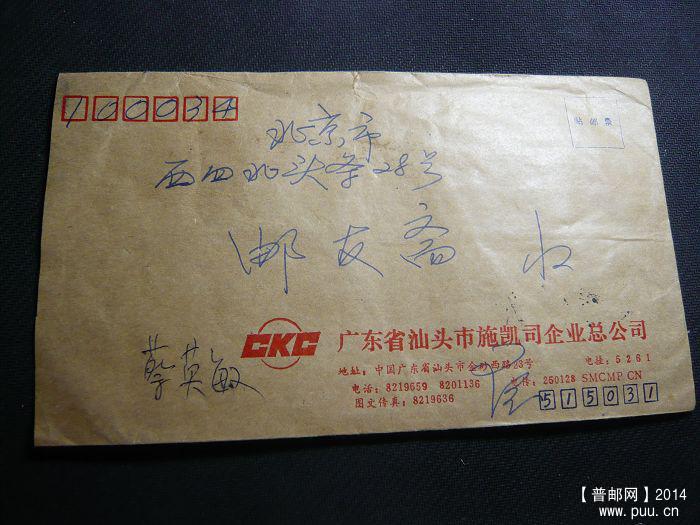 100034
贴邮票
北京市
西四北头条28号
邮友斋 收
CKC 广东省汕头市施凯司企业总公司
地址：中国广东省汕头市金砂西路23号 电挂：5261
电话：8219659 8201136 电传：250128 SMCMP CN
图文传真：8219636
515031
蔡英敏
【普邮网】2014
www.puu.cn